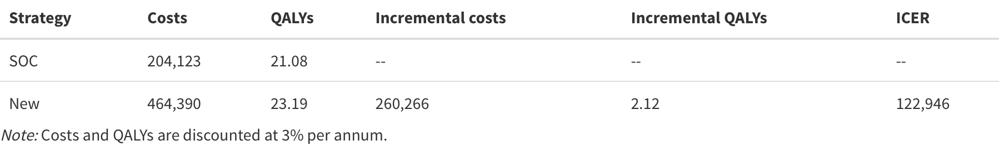 Strategy Costs QALYs Incremental costs Incremental QALYs ICER
SOC 204,123 21.08 -- -- --
New 464,390 23.19 260,266 2.12 122,946
Note: Costs and QALYs are discounted at 3% per annum.